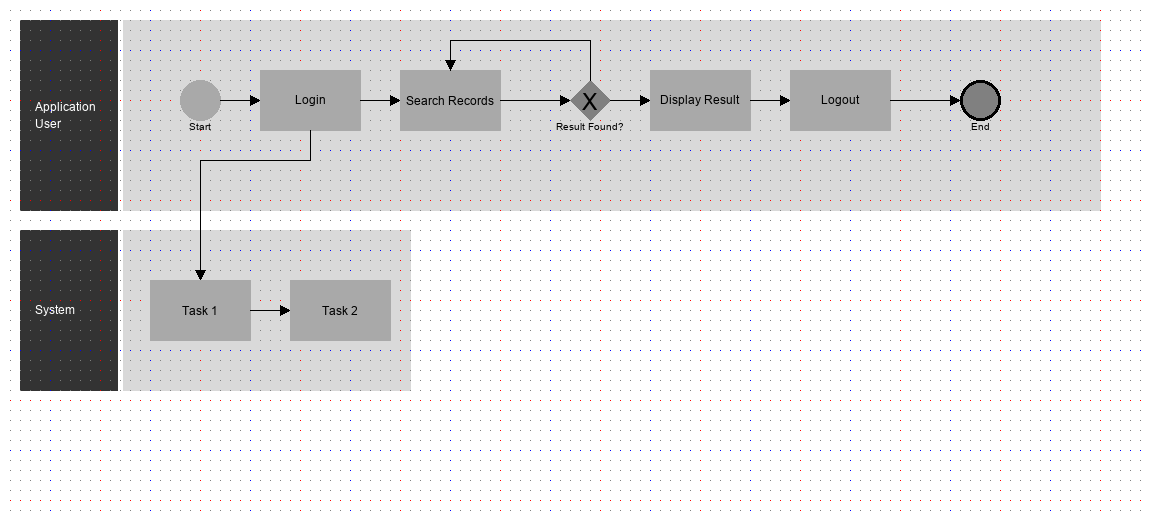 Application
User
Start
Login
Search Records
X
Result Found?
Display Result
Logout
End
System
Task 1
Task 2